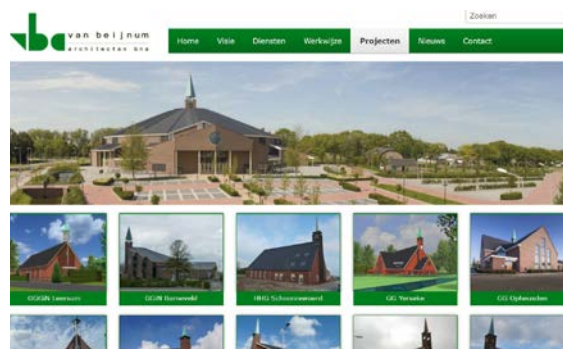 Zoeken
van beijnum
architecten bna
Home Visie Diensten Werkwijze Projecten Nieuws Contact
GGiN Leersum GGiN Barneveld HHG Schoonrewoerd GG Yerseke GG Opheusden